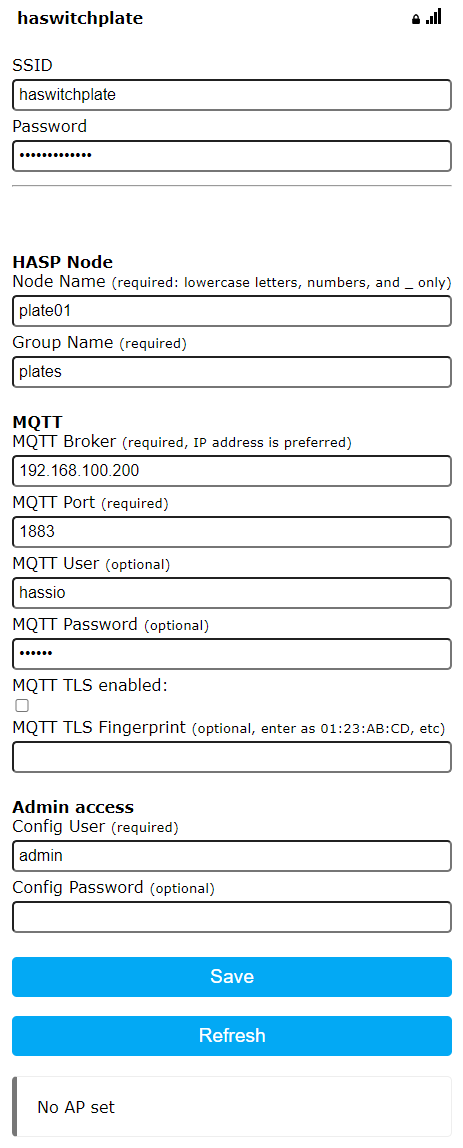 haswitchplate
SSID
haswitchplate
Password
•••••••••••••
HASP Node
Node Name (required: lowercase letters, numbers, and _ only)
plate01
Group Name (required)
plates
MQTT
MQTT Broker (required, IP address is preferred)
192.168.100.200
MQTT Port (required)
1883
MQTT User (optional)
hassio
MQTT Password (optional)
••••••
MQTT TLS enabled:
MQTT TLS Fingerprint (optional, enter as 01:23:AB:CD, etc)
Admin access
Config User (required)
admin
Config Password (optional)
Save
Refresh
No AP set